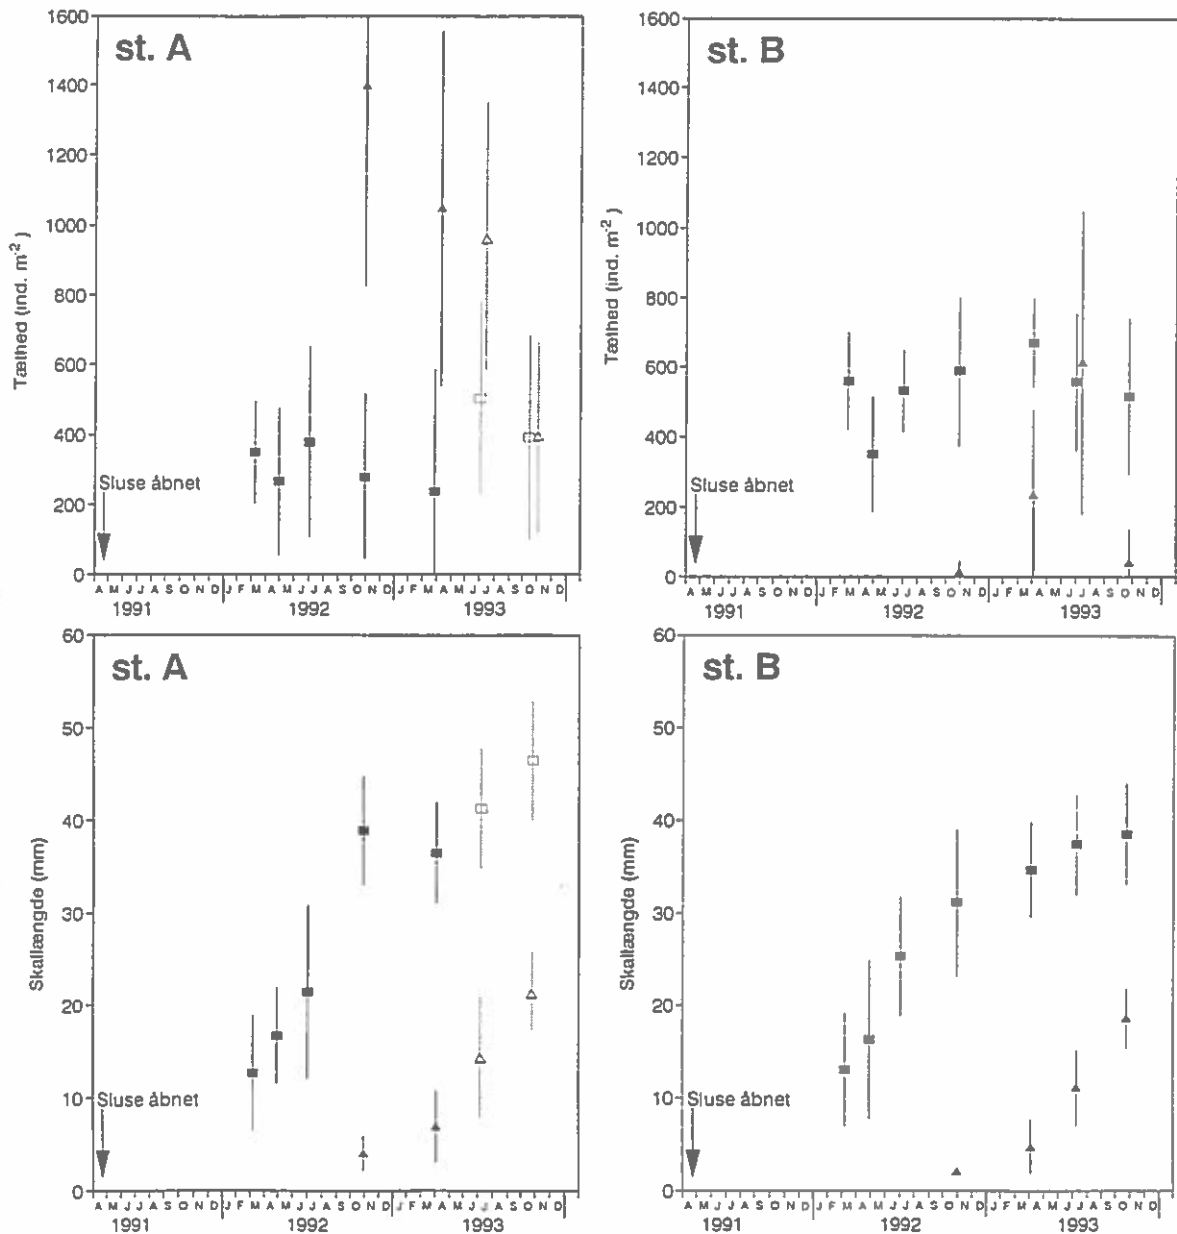 st. A
1600
1400
1200
1000
800
600
400
200
0
Tæthed (ind. m-2)
Sluse åbnet
A M J J A S O N D J F M A M J J A S O N D J F M A M J J A S O N D
1991 1992 1993
st. B
1600
1400
1200
1000
800
600
400
200
0
Tæthed (ind. m-2)
Sluse åbnet
A M J J A S O N D J F M A M J J A S O N D J F M A M J J A S O N D
1991 1992 1993
st. A
60
50
40
30
20
10
0
Skallængde (mm)
Sluse åbnet
A M J J A S O N D J F M A M J J A S O N D J F M A M J J A S O N D
1991 1992 1993
st. B
60
50
40
30
20
10
0
Skallængde (mm)
Sluse åbnet
A M J J A S O N D J F M A M J J A S O N D J F M A M J J A S O N D
1991 1992 1993